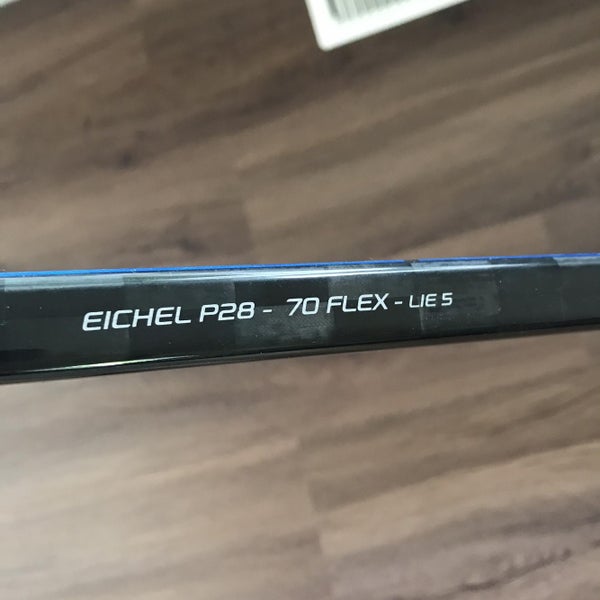 EICHEL P28 - 70 FLEX - LIE 5